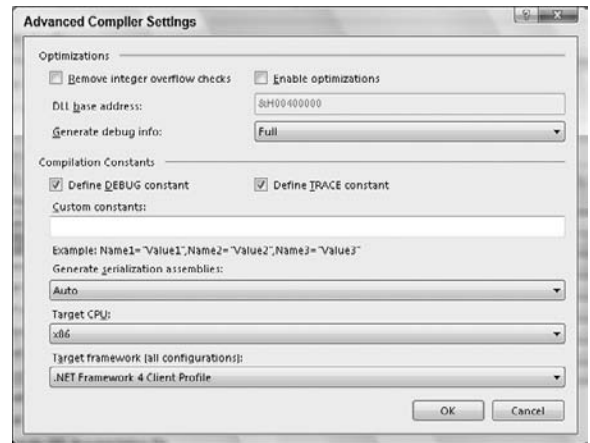 Advanced Compiler Settings
Optimizations
Remove integer overflow checks
Enable optimizations
DLL base address:
&H00400000
Generate debug info:
Full
Compilation Constants
Define DEBUG constant
Define TRACE constant
Custom constants:
Example: Name1="Value1",Name2="Value2",Name3="Value3"
Generate serialization assemblies:
Auto
Target CPU:
x86
Target framework (all configurations):
.NET Framework 4 Client Profile
OK
Cancel